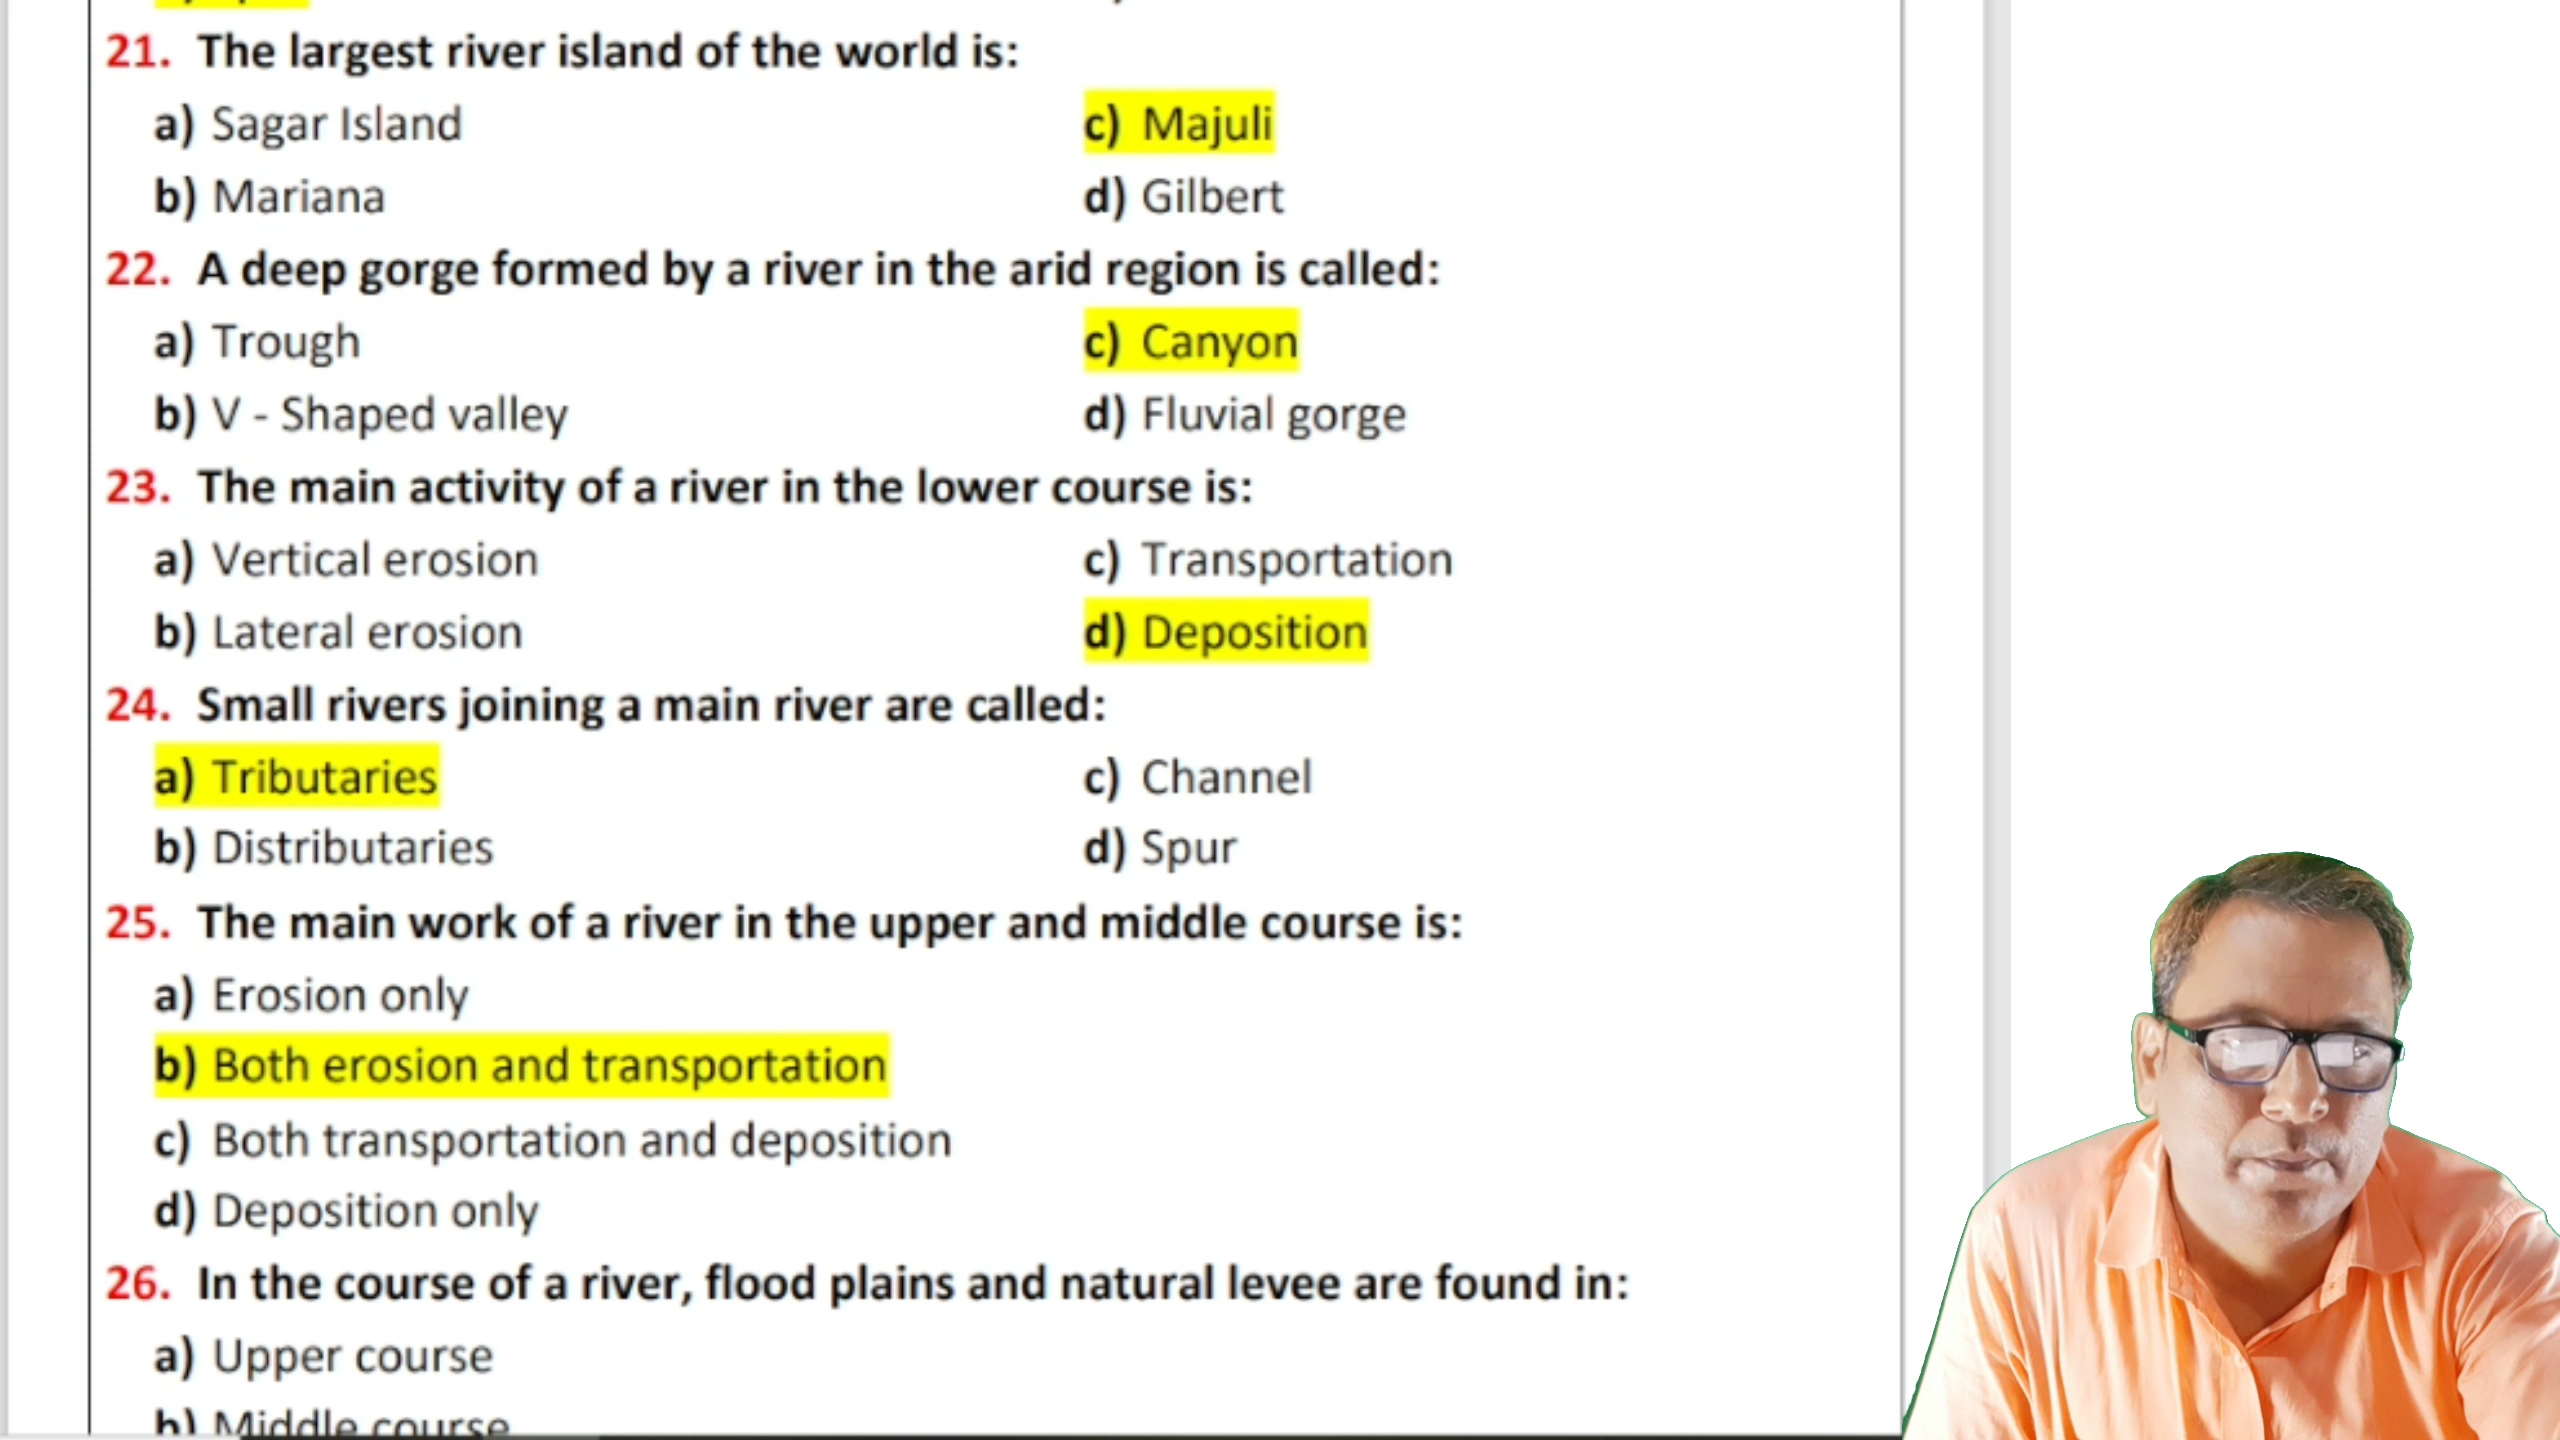 21. The largest river island of the world is:
a) Sagar Island
c) Majuli
b) Mariana
d) Gilbert
22. A deep gorge formed by a river in the arid region is called:
a) Trough
c) Canyon
b) V - Shaped valley
d) Fluvial gorge
23. The main activity of a river in the lower course is:
a) Vertical erosion
c) Transportation
b) Lateral erosion
d) Deposition
24. Small rivers joining a main river are called:
a) Tributaries
c) Channel
b) Distributaries
d) Spur
25. The main work of a river in the upper and middle course is:
a) Erosion only
b) Both erosion and transportation
c) Both transportation and deposition
d) Deposition only
26. In the course of a river, flood plains and natural levee are found in:
a) Upper course
b) Middle course